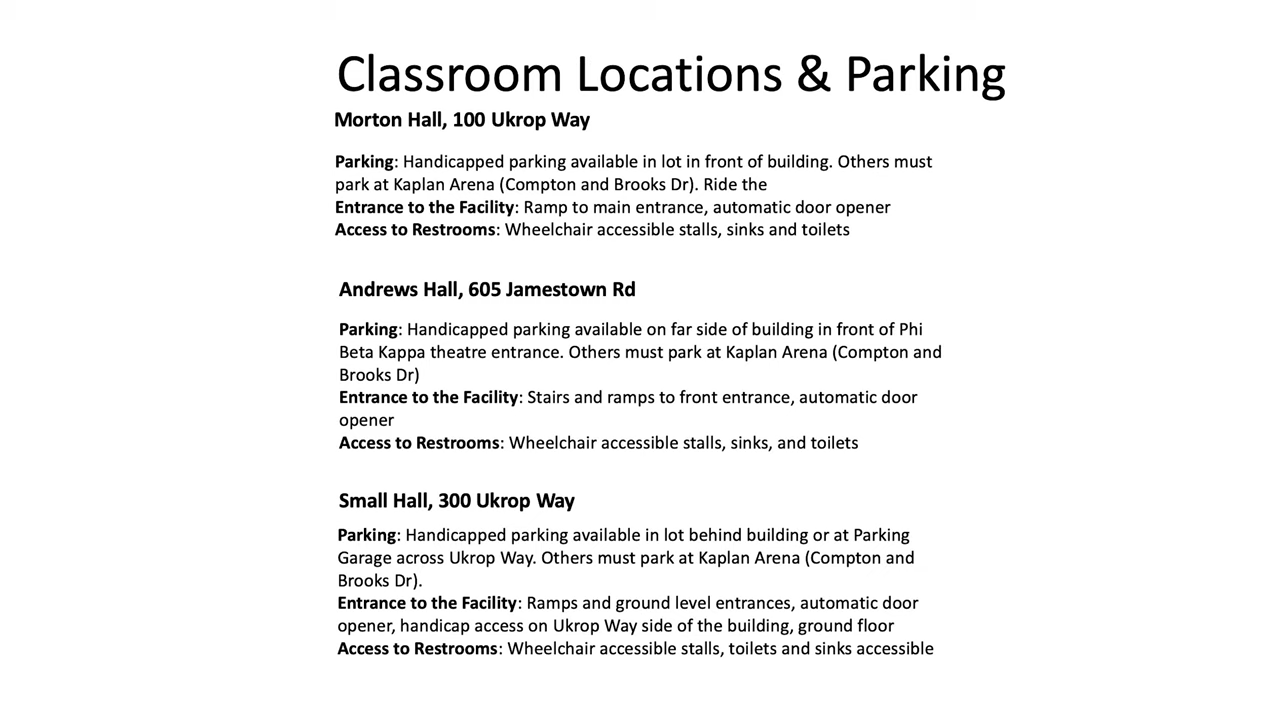 Classroom Locations & Parking
Morton Hall, 100 Ukrop Way
Parking: Handicapped parking available in lot in front of building. Others must
park at Kaplan Arena (Compton and Brooks Dr). Ride the
Entrance to the Facility: Ramp to main entrance, automatic door opener
Access to Restrooms: Wheelchair accessible stalls, sinks and toilets
Andrews Hall, 605 Jamestown Rd
Parking: Handicapped parking available on far side of building in front of Phi
Beta Kappa theatre entrance. Others must park at Kaplan Arena (Compton and
Brooks Dr)
Entrance to the Facility: Stairs and ramps to front entrance, automatic door
opener
Access to Restrooms: Wheelchair accessible stalls, sinks, and toilets
Small Hall, 300 Ukrop Way
Parking: Handicapped parking available in lot behind building or at Parking
Garage across Ukrop Way. Others must park at Kaplan Arena (Compton and
Brooks Dr).
Entrance to the Facility: Ramps and ground level entrances, automatic door
opener, handicap access on Ukrop Way side of the building, ground floor
Access to Restrooms: Wheelchair accessible stalls, toilets and sinks accessible